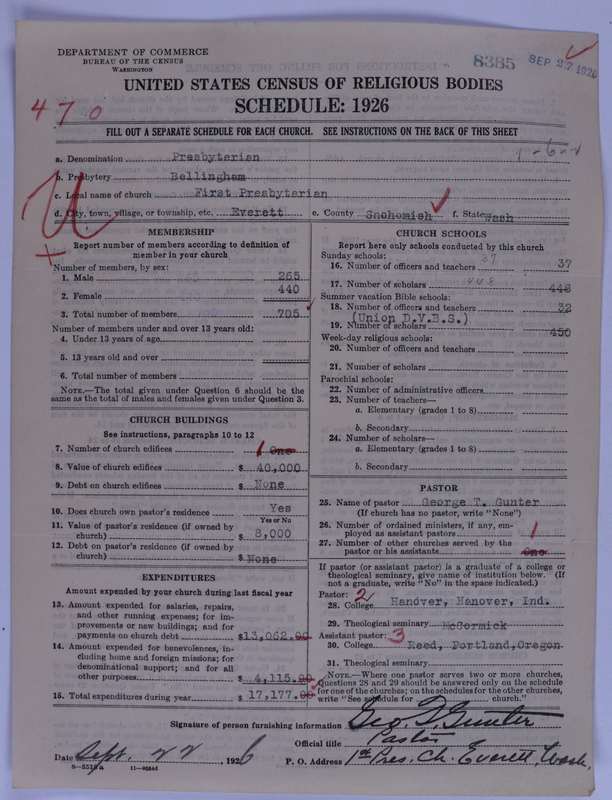 DEPARTMENT OF COMMERCE
BUREAU OF THE CENSUS
WASHINGTON
8385
SEP 27 1926
UNITED STATES CENSUS OF RELIGIOUS BODIES
SCHEDULE: 1926
470
FILL OUT A SEPARATE SCHEDULE FOR EACH CHURCH. SEE INSTRUCTIONS ON THE BACK OF THIS SHEET
a. Denomination Presbyterian
b. Presbytery Bellingham
c. Local name of church First Presbyterian
d. City, town, village, or township, etc. Everett e. County Snohomish f. State Wash
MEMBERSHIP
Report number of members according to definition of
member in your church
Number of members, by sex:
1. Male 265
2. Female 440
3. Total number of members 705
Number of members under and over 13 years old:
4. Under 13 years of age
5. 13 years old and over
6. Total number of members
NOTE.—The total given under Question 6 should be the
same as the total of males and females given under Question 3.
CHURCH BUILDINGS
See instructions, paragraphs 10 to 12
7. Number of church edifices 1 One
8. Value of church edifices $ 40,000
9. Debt on church edifices $ None
10. Does church own pastor's residence Yes
Yes or No
11. Value of pastor's residence (if owned by
church) $ 8,000
12. Debt on pastor's residence (if owned by
church) $ None
EXPENDITURES
Amount expended by your church during last fiscal year
13. Amount expended for salaries, repairs,
and other running expenses; for im-
provements or new buildings; and for
payments on church debt $13,062.00
14. Amount expended for benevolences, in-
cluding home and foreign missions; for
denominational support; and for all
other purposes $ 4,115.00
15. Total expenditures during year $ 17,177.00
CHURCH SCHOOLS
Report here only schools conducted by this church
Sunday schools:
16. Number of officers and teachers 37 37
17. Number of scholars 448 448
Summer vacation Bible schools:
18. Number of officers and teachers 32
(Union D.V.B.S.)
19. Number of scholars 450
Week-day religious schools:
20. Number of officers and teachers
21. Number of scholars
Parochial schools:
22. Number of administrative officers
23. Number of teachers—
a. Elementary (grades 1 to 8)
b. Secondary
24. Number of scholars—
a. Elementary (grades 1 to 8)
b. Secondary
PASTOR
25. Name of pastor George T. Gunter
(If church has no pastor, write "None")
26. Number of ordained ministers, if any, em-
ployed as assistant pastors 1
27. Number of other churches served by the
pastor or his assistants One
If pastor (or assistant pastor) is a graduate of a college or
theological seminary, give name of institution below. (If
not a graduate, write "No" in the space indicated.)
Pastor: 2
28. College Hanover, Hanover, Ind.
29. Theological seminary McCormick
Assistant pastor: 3
30. College Reed, Portland, Oregon
31. Theological seminary
NOTE.—Where one pastor serves two or more churches,
Questions 28 and 29 should be answered only on the schedule
for one of the churches; on the schedules for the other churches,
write "See schedule for church."
Signature of person furnishing information Geo. T. Gunter
Official title Pastor
Date Sept. 22, 1926 P. O. Address 1st Pres. Ch. Everett, Wash.
8—5518 a 11—9034